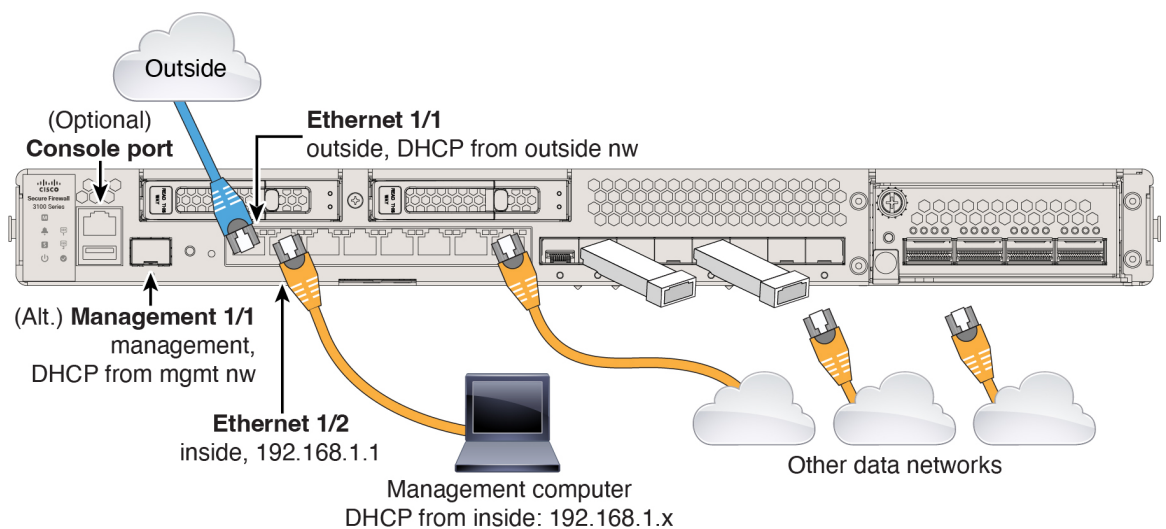 Outside
(Optional)
Console port
Ethernet 1/1
outside, DHCP from outside nw
CISCO
Secure Firewall
3100 Series
(Alt.) Management 1/1
management,
DHCP from mgmt nw
Ethernet 1/2
inside, 192.168.1.1
Management computer
DHCP from inside: 192.168.1.x
Other data networks